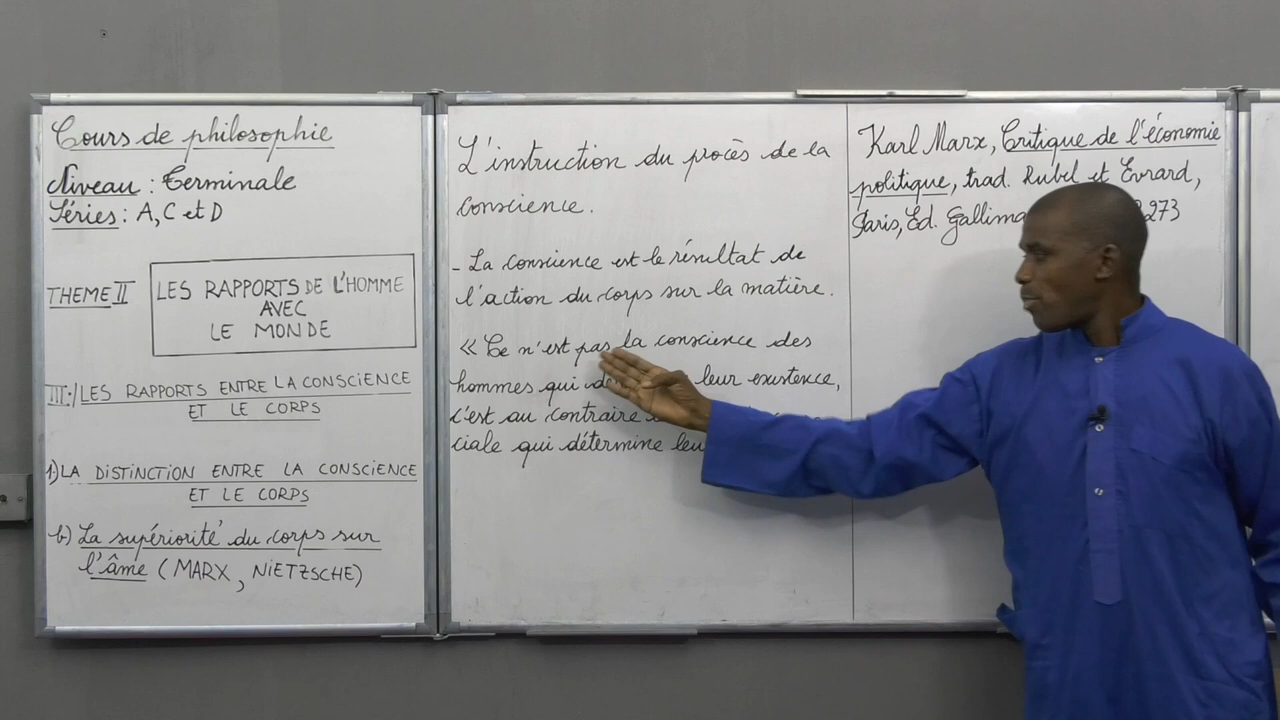 Cours de philosophie
Niveau : Terminale
Séries : A, C et D
THEME II
LES RAPPORTS DE L'HOMME
AVEC
LE MONDE
III:/ LES RAPPORTS ENTRE LA CONSCIENCE
ET LE CORPS
1) LA DISTINCTION ENTRE LA CONSCIENCE
ET LE CORPS
b) La supériorité du corps sur
l'âme (MARX, NIETZSCHE)
L'instruction du procès de la
conscience.
- La conscience est le résultat de
l'action du corps sur la matière.
« Ce n'est pas la conscience des
hommes qui leur existence,
c'est au contraire
ciale qui détermine
Karl Marx, Critique de l'économie
politique, trad. Rubel et Evrard,
Paris, Ed. 273